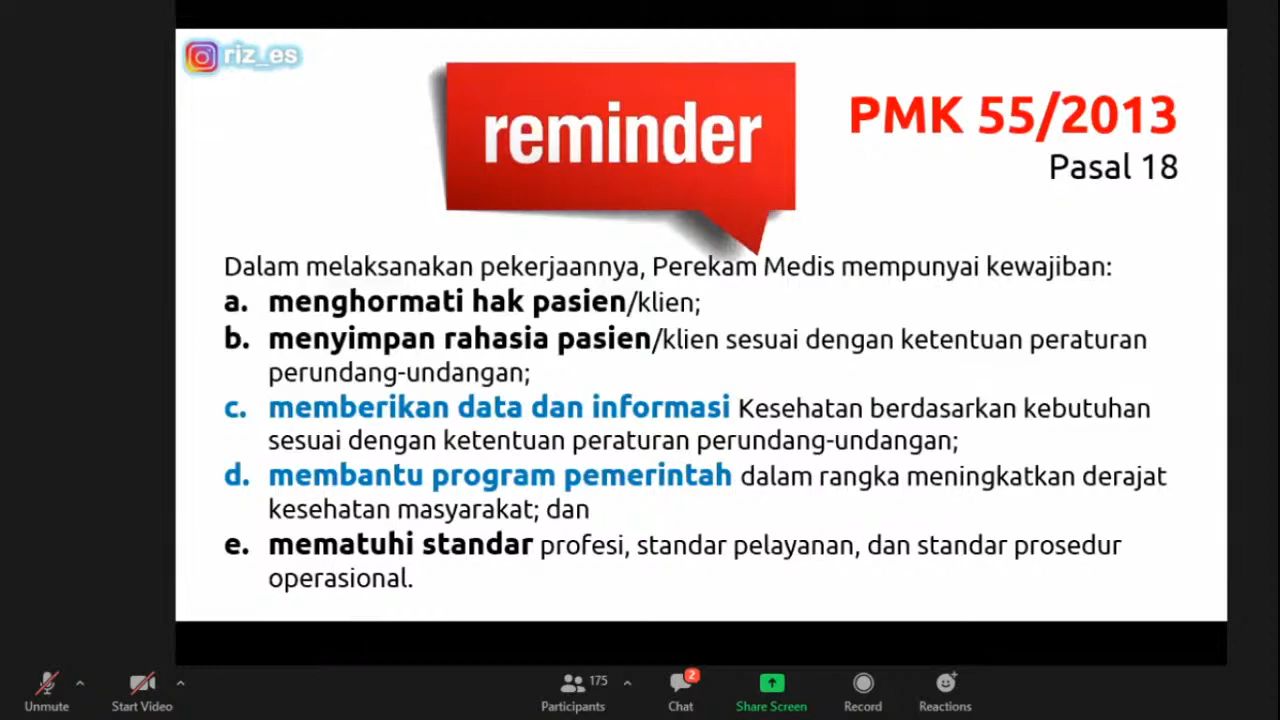 riz_es
reminder
PMK 55/2013
Pasal 18
Dalam melaksanakan pekerjaannya, Perekam Medis mempunyai kewajiban:
a. menghormati hak pasien/klien;
b. menyimpan rahasia pasien/klien sesuai dengan ketentuan peraturan
perundang-undangan;
c. memberikan data dan informasi Kesehatan berdasarkan kebutuhan
sesuai dengan ketentuan peraturan perundang-undangan;
d. membantu program pemerintah dalam rangka meningkatkan derajat
kesehatan masyarakat; dan
e. mematuhi standar profesi, standar pelayanan, dan standar prosedur
operasional.
Unmute
Start Video
175
Participants
2
Chat
Share Screen
Record
Reactions